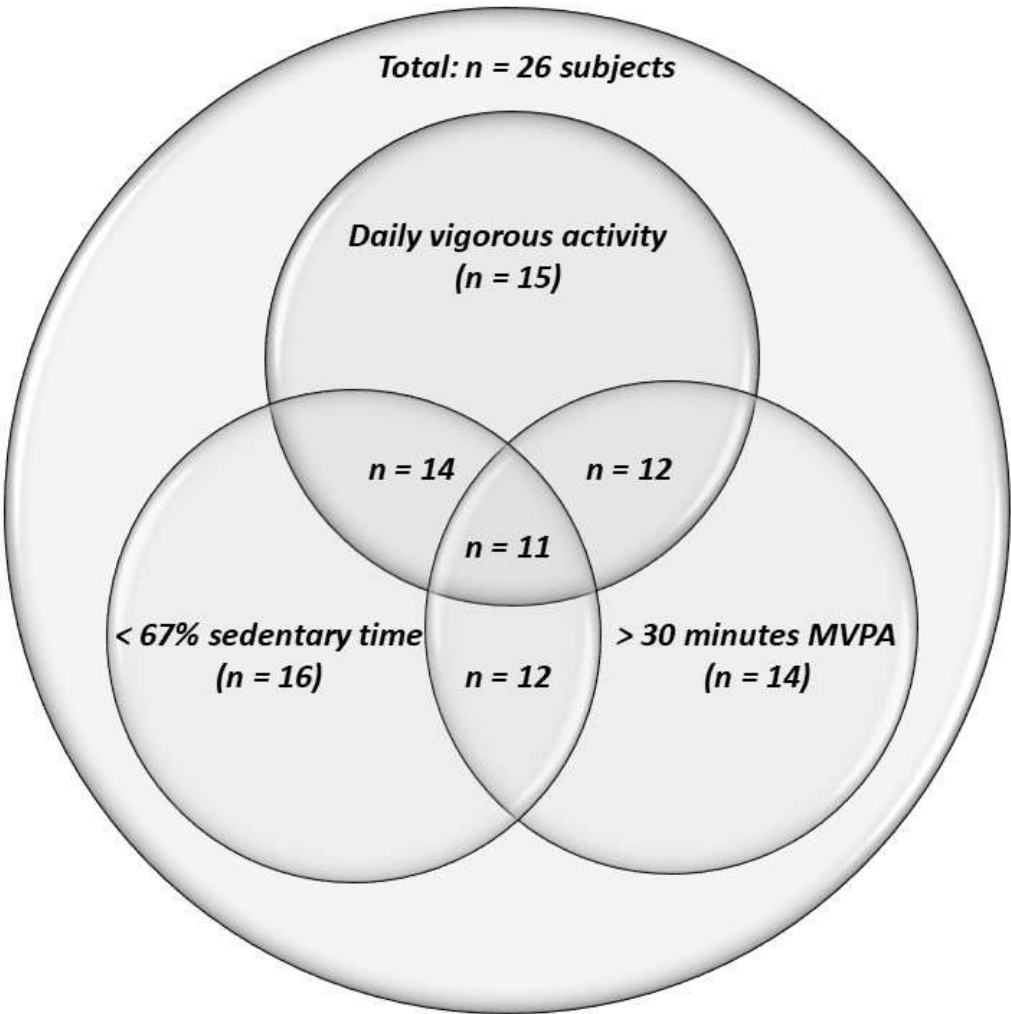 Total: n = 26 subjects
Daily vigorous activity
(n = 15)
n = 14
n = 12
n = 11
< 67% sedentary time
(n = 16)
> 30 minutes MVPA
(n = 14)
n = 12